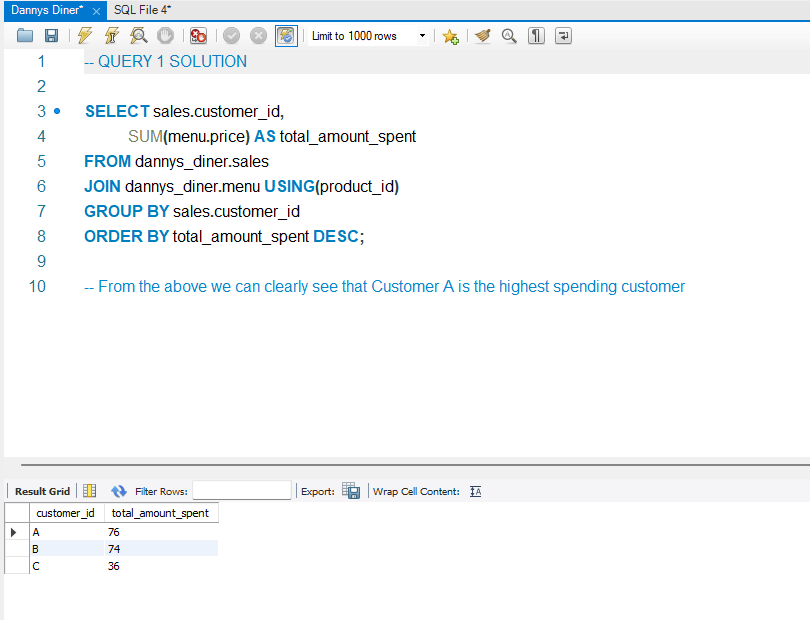 Dannys Diner* SQL File 4*
Limit to 1000 rows
1 -- QUERY 1 SOLUTION
2
3 SELECT sales.customer_id,
4 SUM(menu.price) AS total_amount_spent
5 FROM dannys_diner.sales
6 JOIN dannys_diner.menu USING(product_id)
7 GROUP BY sales.customer_id
8 ORDER BY total_amount_spent DESC;
9
10 -- From the above we can clearly see that Customer A is the highest spending customer
Result Grid Filter Rows: Export: Wrap Cell Content:
customer_id total_amount_spent
A 76
B 74
C 36